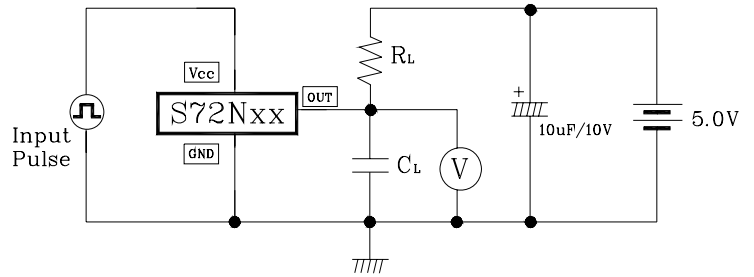 Vcc
RL
S72Nxx
OUT
+
10uF/10V
5.0V
Input
Pulse
GND
CL
V